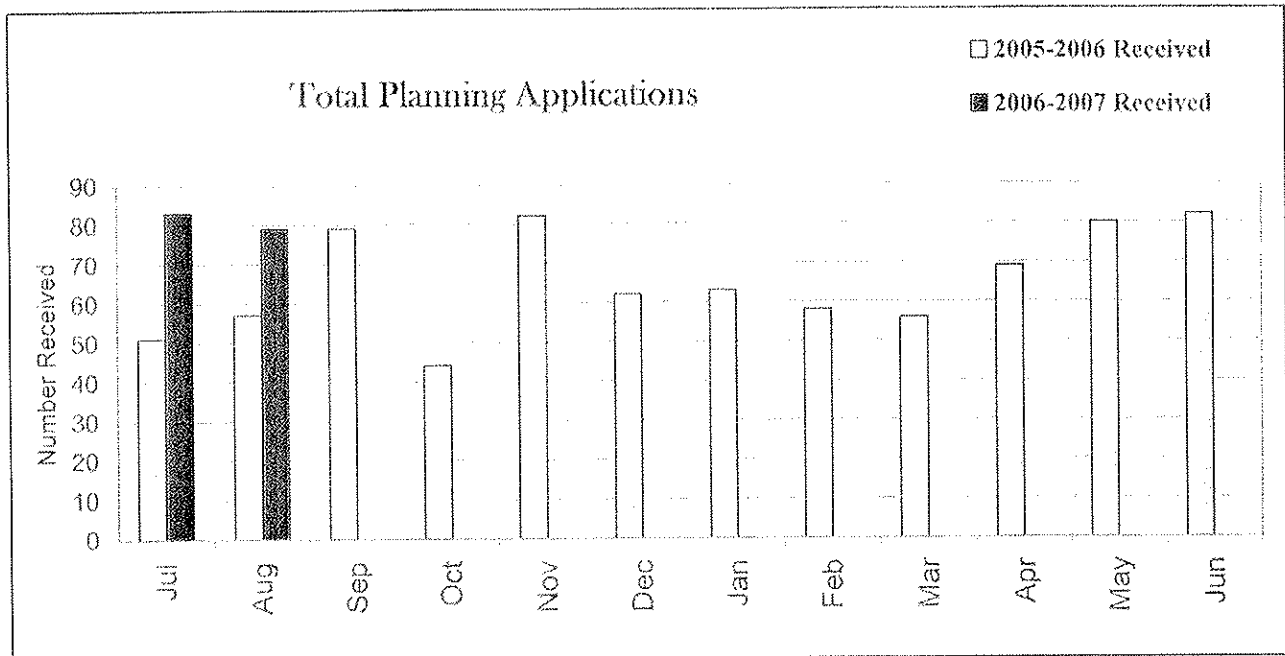 2005-2006 Received
Total Planning Applications
2006-2007 Received
90
80
70
60
50
40
30
20
10
0
Number Received
Jul
Aug
Sep
Oct
Nov
Dec
Jan
Feb
Mar
Apr
May
Jun